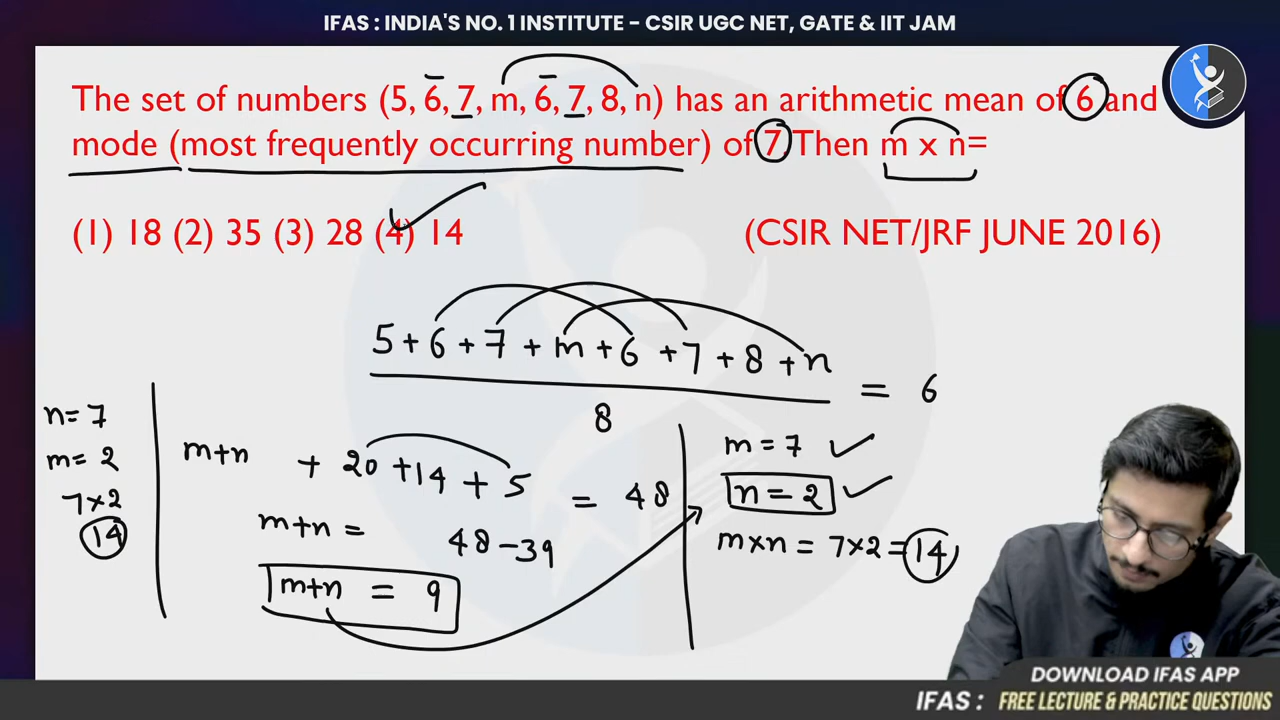 IFAS : INDIA'S NO. 1 INSTITUTE - CSIR UGC NET, GATE & IIT JAM
The set of numbers (5, 6, 7, m, 6, 7, 8, n) has an arithmetic mean of 6 and
mode (most frequently occurring number) of 7. Then m x n=
(1) 18 (2) 35 (3) 28 (4) 14 (CSIR NET/JRF JUNE 2016)
5 + 6 + 7 + m + 6 + 7 + 8 + n
8
= 6
n = 7
m = 2
7 × 2
14
m+n + 20 + 14 + 5 = 48
m+n = 48 - 39
m+n = 9
m = 7
n = 2
m×n = 7×2 = 14
DOWNLOAD IFAS APP
IFAS : FREE LECTURE & PRACTICE QUESTIONS